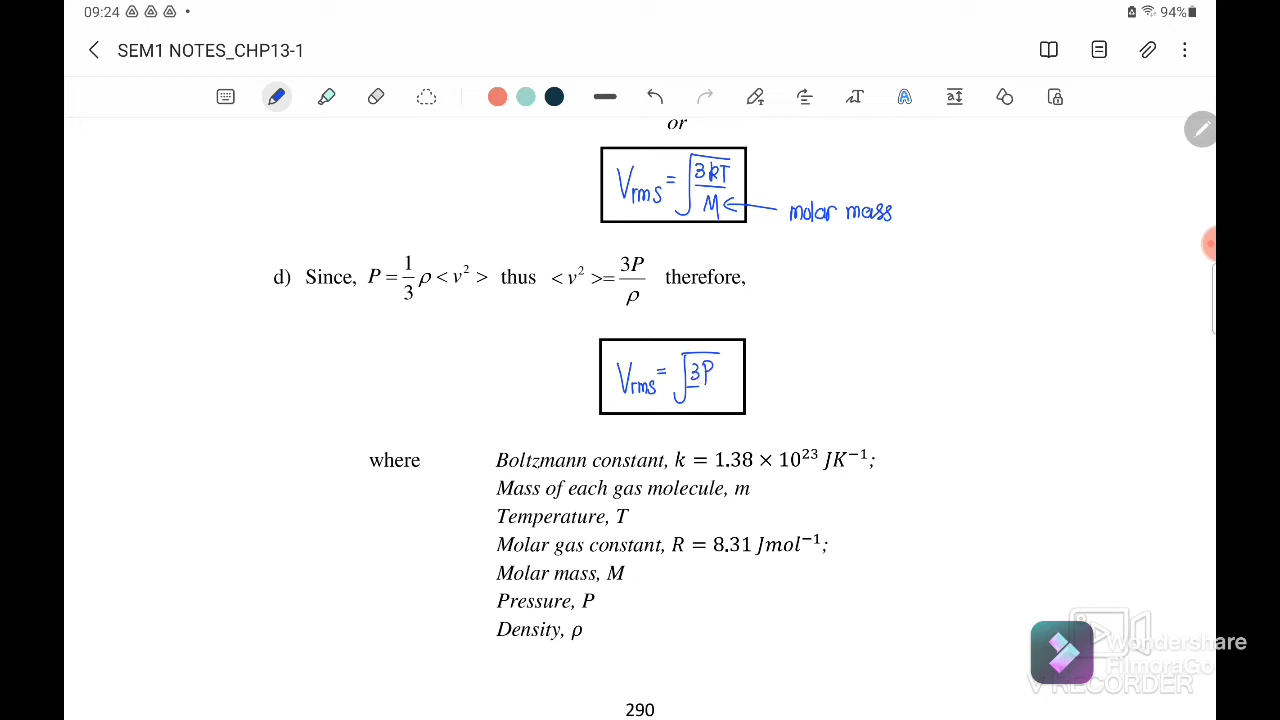 09:24
94%
SEM1 NOTES_CHP13-1
or
Vrms = √3kT/M ← molar mass
d) Since, P = 1/3 ρ < v² > thus < v² >= 3P/ρ therefore,
Vrms = √3P
where Boltzmann constant, k = 1.38 × 10²³ JK⁻¹;
Mass of each gas molecule, m
Temperature, T
Molar gas constant, R = 8.31 Jmol⁻¹;
Molar mass, M
Pressure, P
Density, ρ
Wondershare
FilmoraGo
V RECORDER
290